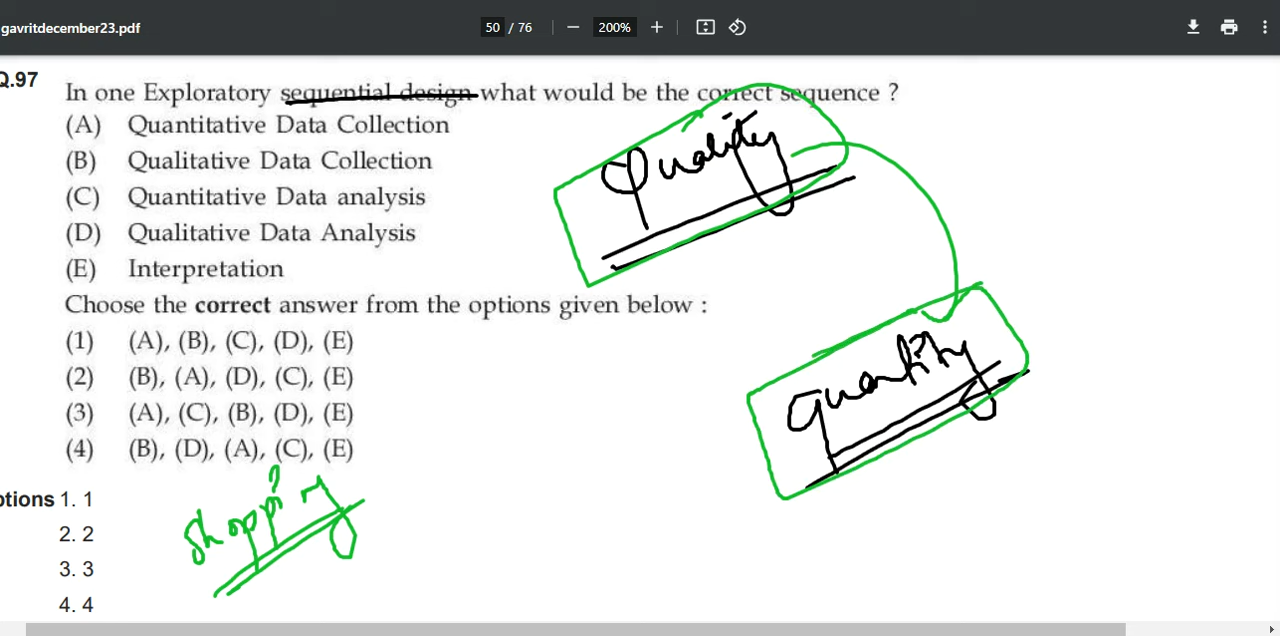 gavritdecember23.pdf
50 / 76
200%
Q.97
In one Exploratory sequential design what would be the correct sequence ?
(A) Quantitative Data Collection
(B) Qualitative Data Collection
(C) Quantitative Data analysis
(D) Qualitative Data Analysis
(E) Interpretation
Choose the correct answer from the options given below :
(1) (A), (B), (C), (D), (E)
(2) (B), (A), (D), (C), (E)
(3) (A), (C), (B), (D), (E)
(4) (B), (D), (A), (C), (E)
ptions 1. 1
2. 2
3. 3
4. 4
Quality
quantity
shopping